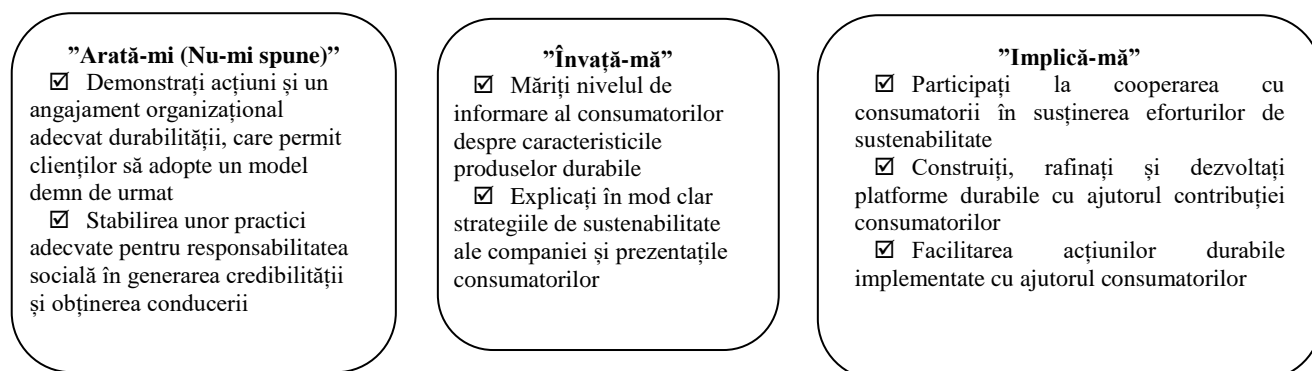 ”Arată-mi (Nu-mi spune)”
☑ Demonstrați acțiuni și un
angajament organizațional
adecvat durabilității, care permit
clienților să adopte un model
demn de urmat
☑ Stabilirea unor practici
adecvate pentru responsabilitatea
socială în generarea credibilității
și obținerea conducerii
”Învață-mă”
☑ Măriți nivelul de
informare al consumatorilor
despre caracteristicile
produselor durabile
☑ Explicați în mod clar
strategiile de sustenabilitate
ale companiei și prezentațile
consumatorilor
”Implică-mă”
☑ Participați la cooperarea cu
consumatorii în susținerea eforturilor de
sustenabilitate
☑ Construiți, rafinați și dezvoltați
platforme durabile cu ajutorul contribuției
consumatorilor
☑ Facilitarea acțiunilor durabile
implementate cu ajutorul consumatorilor